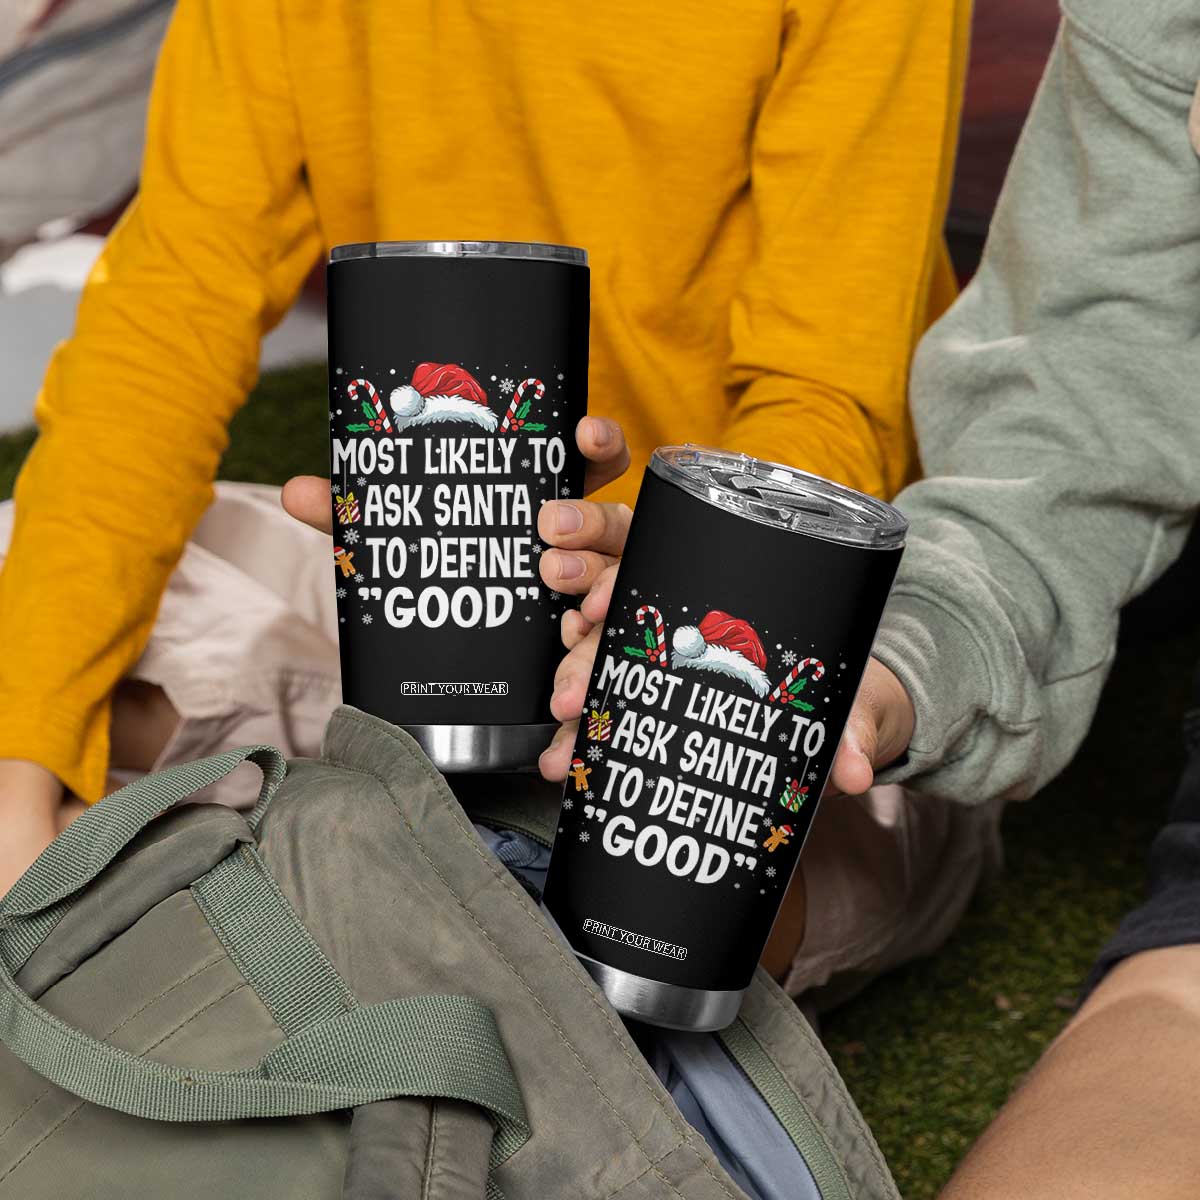 MOST LIKELY TO
ASK SANTA
TO DEFINE
”GOOD”
PRINT YOUR WEAR
MOST LIKELY TO
ASK SANTA
TO DEFINE
”GOOD”
PRINT YOUR WEAR